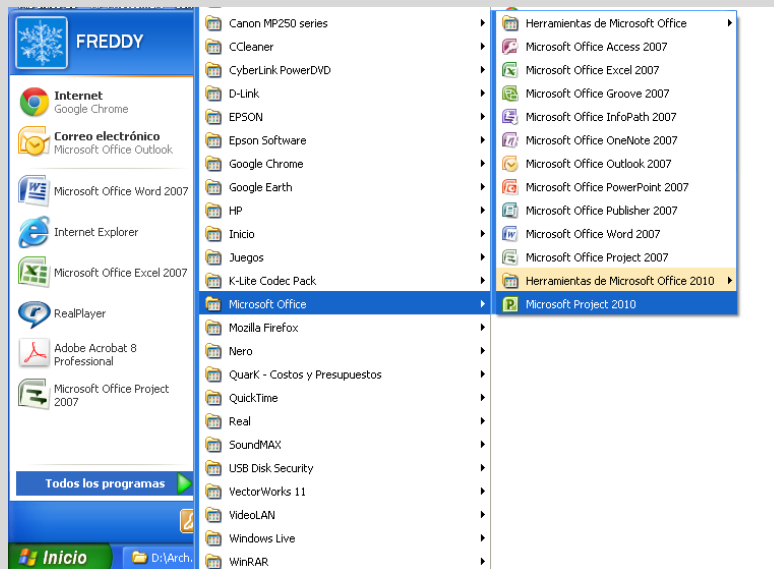 FREDDY
Internet
Google Chrome
Correo electrónico
Microsoft Office Outlook
Microsoft Office Word 2007
Internet Explorer
Microsoft Office Excel 2007
RealPlayer
Adobe Acrobat 8
Professional
Microsoft Office Project
2007
Todos los programas
Inicio
D:\Arch.
Canon MP250 series
CCleaner
CyberLink PowerDVD
D-Link
EPSON
Epson Software
Google Chrome
Google Earth
HP
Inicio
Juegos
K-Lite Codec Pack
Microsoft Office
Mozilla Firefox
Nero
QuarK - Costos y Presupuestos
QuickTime
Real
SoundMAX
USB Disk Security
VectorWorks 11
VideoLAN
Windows Live
WinRAR
Herramientas de Microsoft Office
Microsoft Office Access 2007
Microsoft Office Excel 2007
Microsoft Office Groove 2007
Microsoft Office InfoPath 2007
Microsoft Office OneNote 2007
Microsoft Office Outlook 2007
Microsoft Office PowerPoint 2007
Microsoft Office Publisher 2007
Microsoft Office Word 2007
Microsoft Office Project 2007
Herramientas de Microsoft Office 2010
Microsoft Project 2010